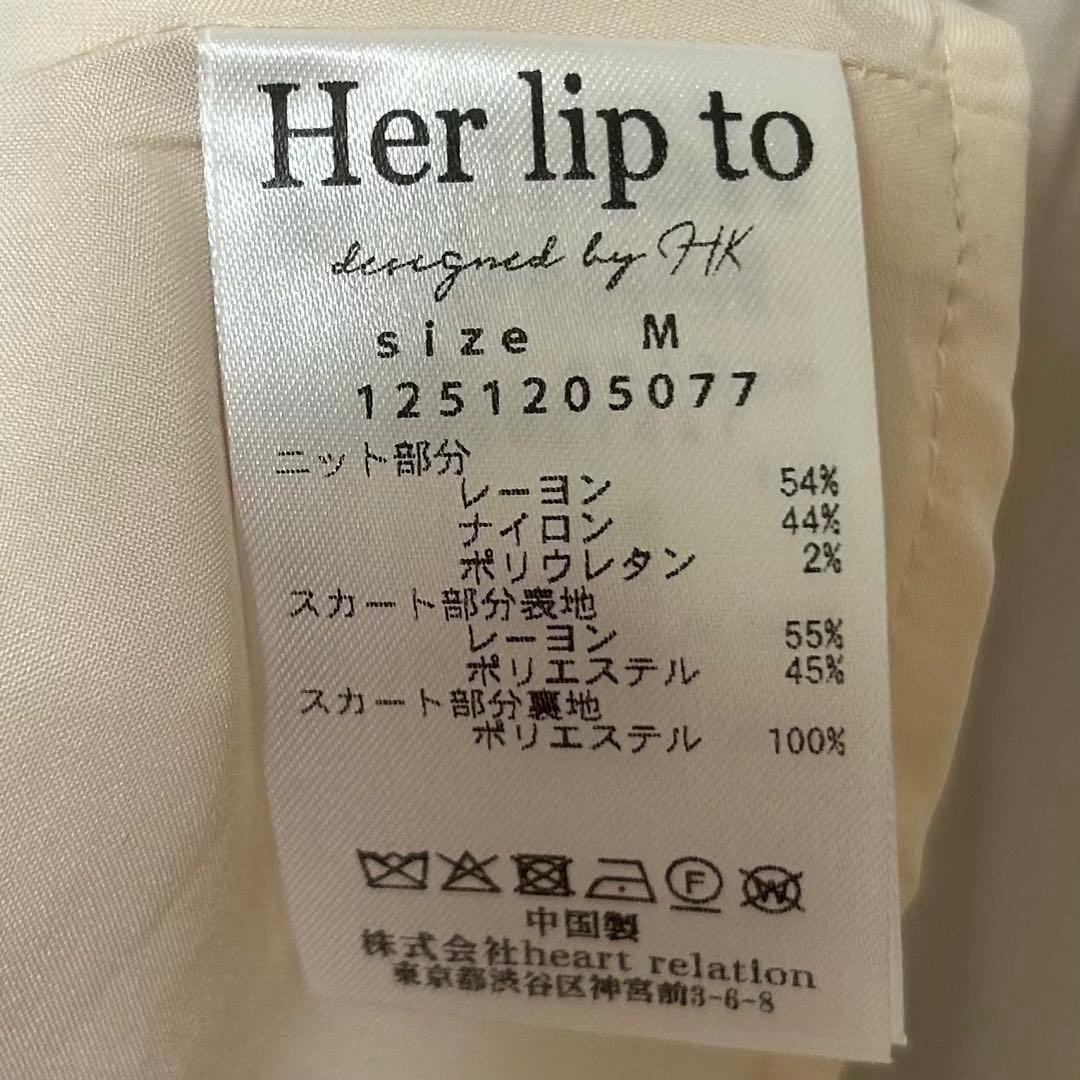 Her lip to
designed by HK
size M
1251205077
ニット部分
レーヨン 54%
ナイロン 44%
ポリウレタン 2%
スカート部分表地
レーヨン 55%
ポリエステル 45%
スカート部分裏地
ポリエステル 100%
F W
中国製
株式会社heart relation
東京都渋谷区神宮前3-6-8